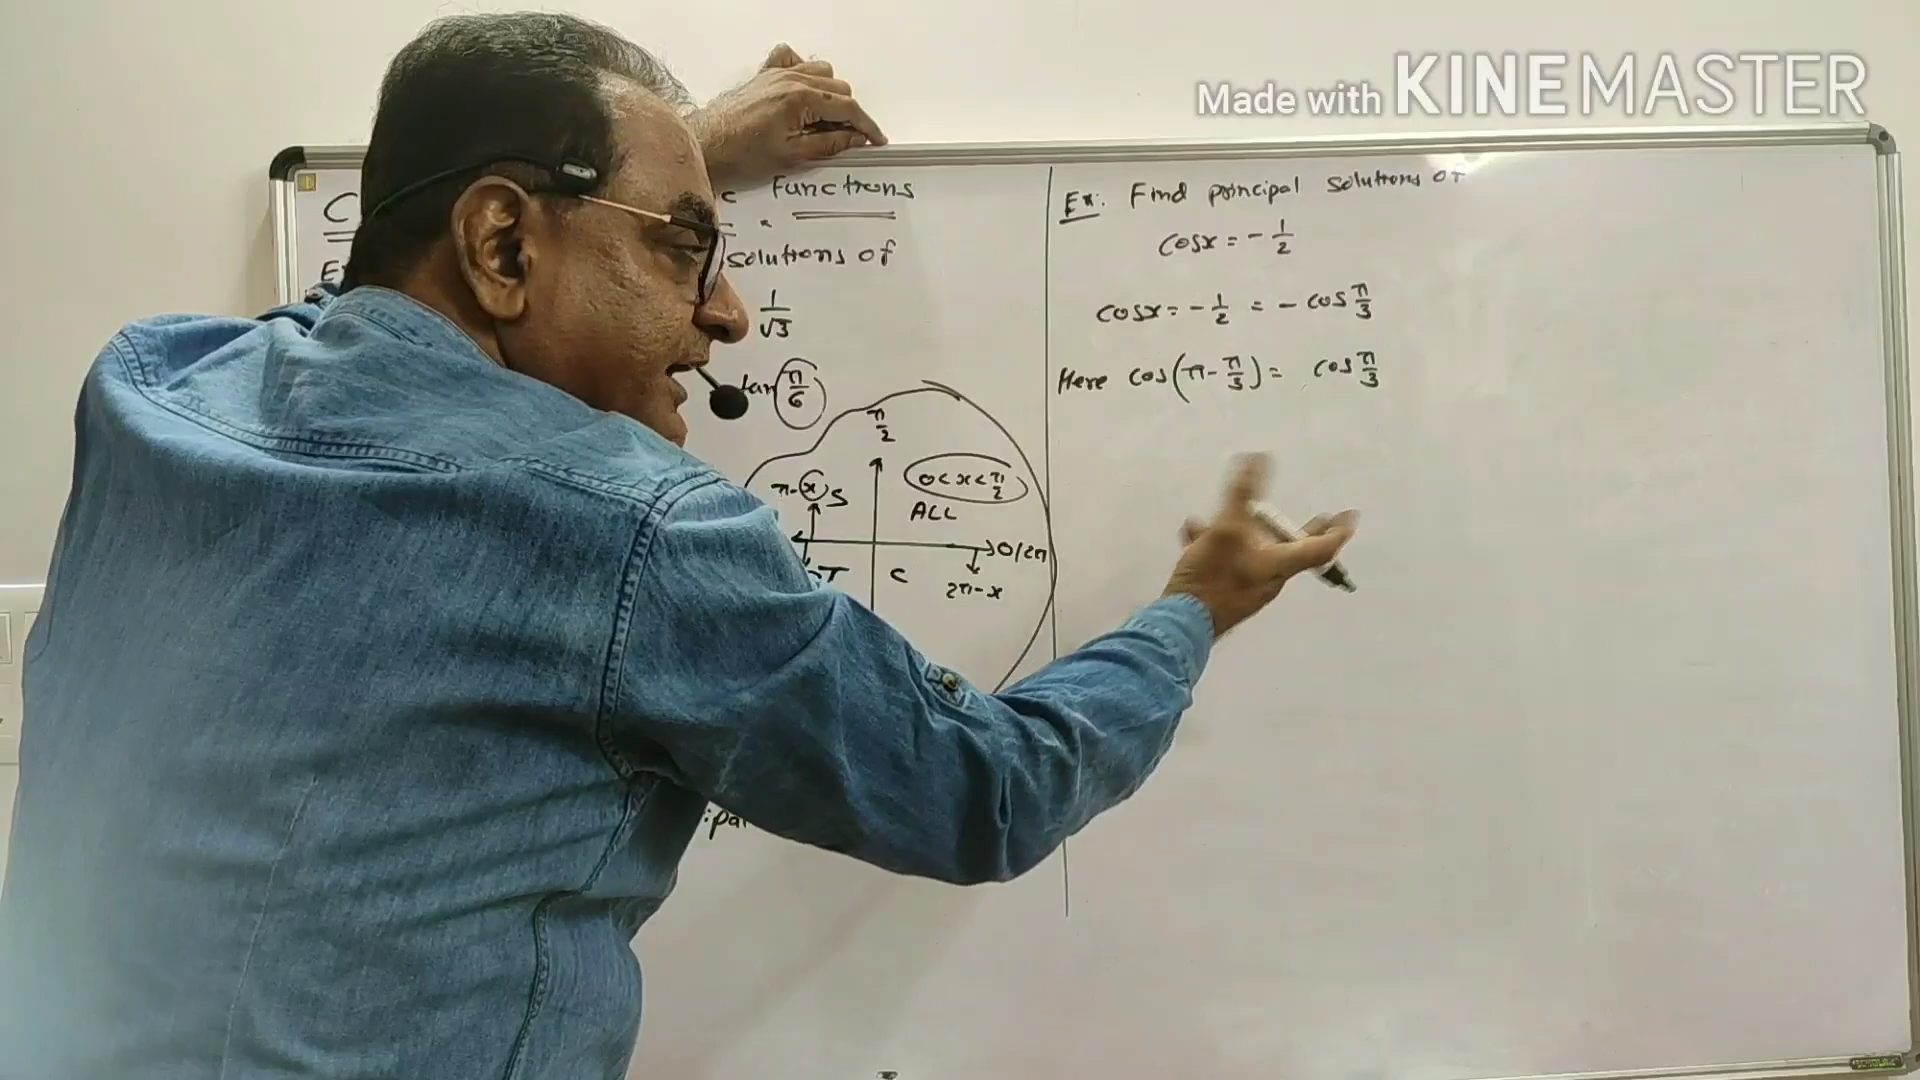 Made with KINEMASTER
Functions
solutions of
1/√3
tan π/6
π/2
π-x S
0<x<π/2
ALL
0/2π
T C
2π-x
Ex: Find principal solutions of
cosx = -1/2
cosx = -1/2 = -cos π/3
Here cos(π-π/3) = cos π/3